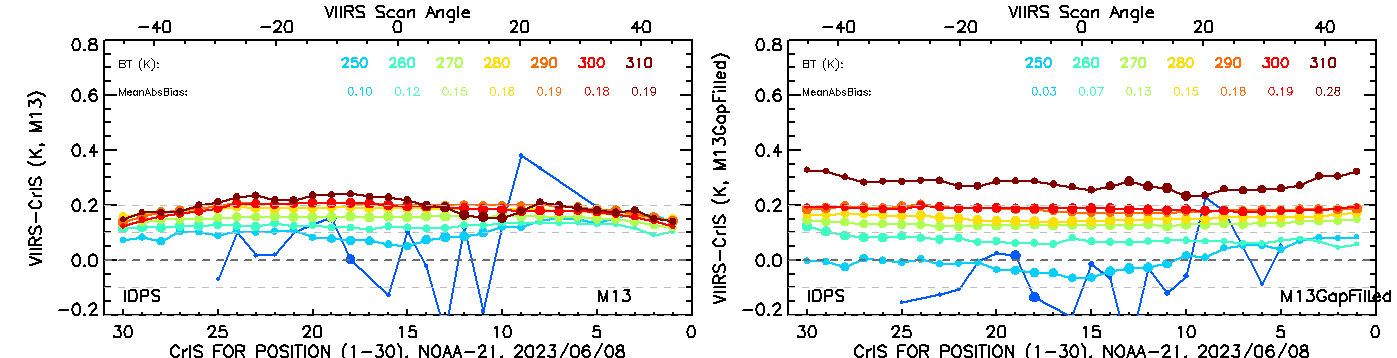 VIIRS Scan Angle
-40 -20 0 20 40
0.8
0.6
0.4
0.2
0.0
-0.2
VIIRS-CrIS (K, M13)
BT (K): 250 260 270 280 290 300 310
MeanAbsBias: 0.10 0.12 0.15 0.18 0.19 0.18 0.19
IDPS M13
30 25 20 15 10 5 0
CrIS FOR POSITION (1-30), NOAA-21, 2023/06/08
VIIRS Scan Angle
-40 -20 0 20 40
0.8
0.6
0.4
0.2
0.0
-0.2
VIIRS-CrIS (K, M13GapFilled)
BT (K): 250 260 270 280 290 300 310
MeanAbsBias: 0.03 0.07 0.13 0.15 0.18 0.19 0.28
IDPS M13GapFilled
30 25 20 15 10 5 0
CrIS FOR POSITION (1-30), NOAA-21, 2023/06/08